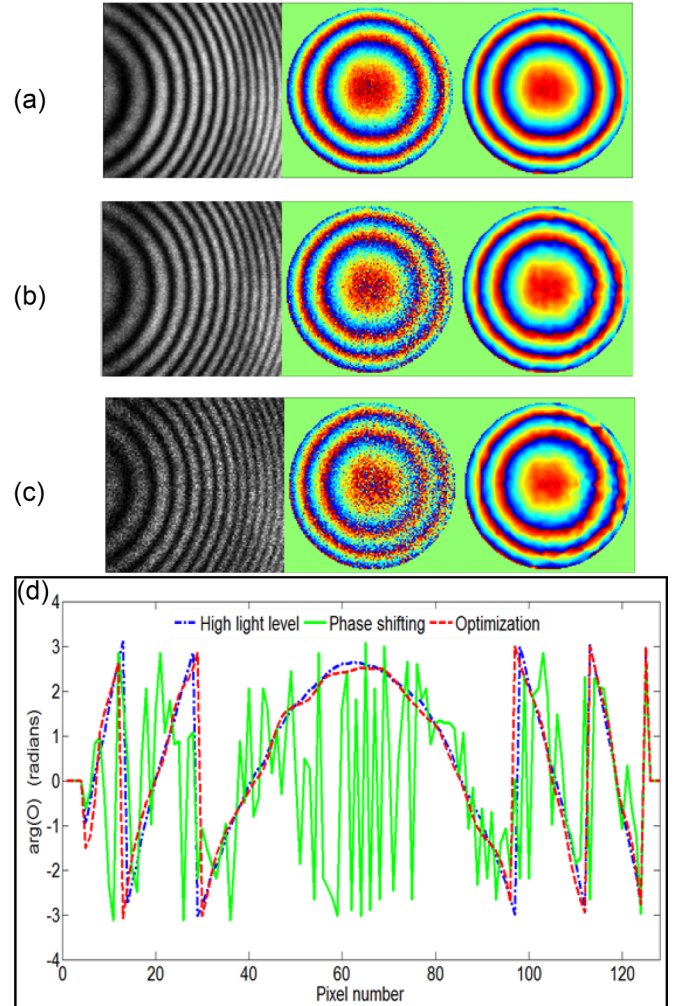 (a)
(b)
(c)
(d)
High light level
Phase shifting
Optimization
4
3
2
1
0
-1
-2
-3
-4
arg(O) (radians)
0 20 40 60 80 100 120
Pixel number